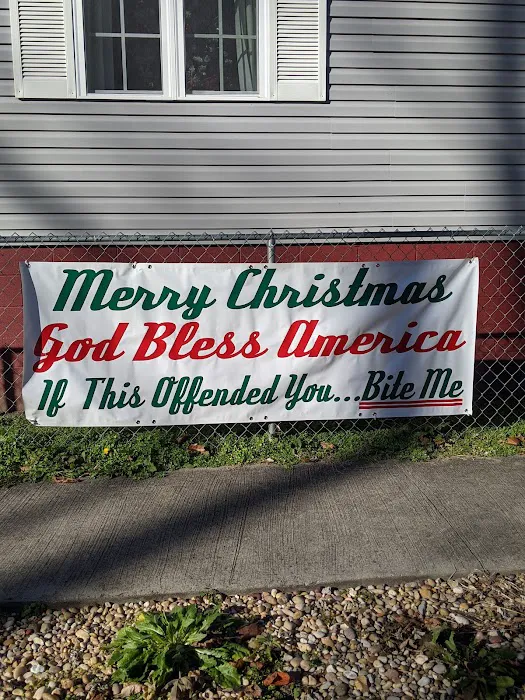 Merry Christmas
God Bless America
If This Offended You...Bite Me